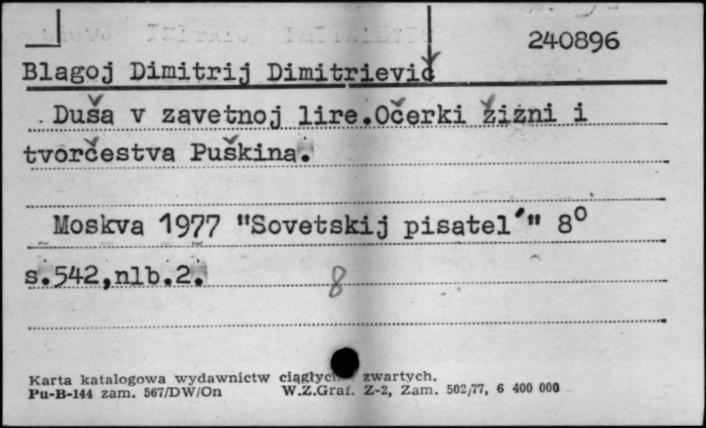 240896
Blagoj Dimitrij Dimitrievič
Duša v zavetnoj lire.Očerki žizni i
tvorčestva Puškina.
Moskva 1977 "Sovetskij pisatel'" 8°
s.542,nlb.2.
8
Karta katalogowa wydawnictw zwartych.
Pu-B-144 zam. 567/DW/On W.Z.Graf. Z-2, Zam. 502/77, 6 400 000